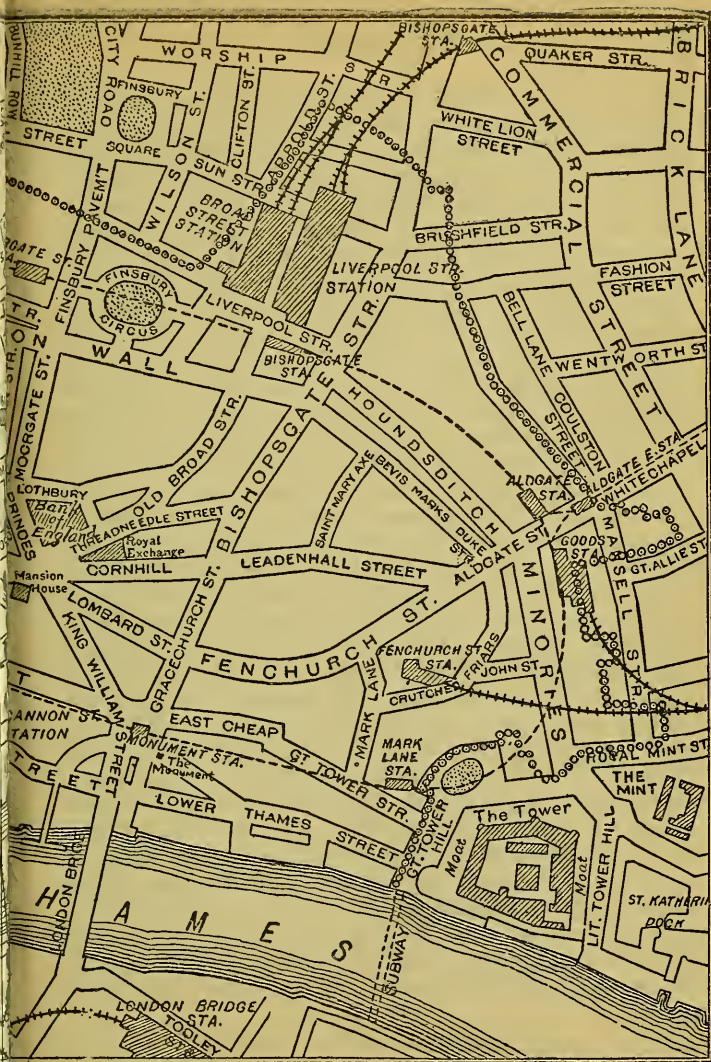 BISHOPSGATE
STA.
BUNHILL ROW
CITY ROAD
WORSHIP STR.
QUAKER STR.
BRICK LANE
FINSBURY
SQUARE
CLIFTON ST.
WILSON ST.
COMMERCIAL STREET
WHITE LION
STREET
STREET
SUN STR.
BROAD ST.
FINSBURY PAVEMT
BROAD
STREET
STATION
BRUSHFIELD STR.
LIVERPOOL STR.
STATION
FASHION
STREET
FINSBURY
CIRCUS
LIVERPOOL STR.
BELL LANE
WENTWORTH ST
WALL
BISHOPSGATE
STA.
BISHOPSGATE STR.
HOUNDSDITCH
COULSTON
STREET
MOORGATE ST.
OLD BROAD STR.
SAINT MARY AXE
BEVIS MARKS
DUKE
STR.
ALDGATE
STA.
ALDGATE E. STA.
WHITECHAPEL
LOTHBURY
Bank
of
England
PRINCES
THREADNEEDLE STREET
Royal
Exchange
CORNHILL
LEADENHALL STREET
ALDGATE ST.
GOODS
STA.
MANSELL STR.
GT. ALLIE ST
Mansion
House
LOMBARD ST.
GRACECHURCH ST.
FENCHURCH ST.
MINORIES
KING WILLIAM STREET
FENCHURCH ST.
STA.
MARK LANE
CRUTCHED FRIARS
JOHN ST.
CANNON ST.
STATION
EAST CHEAP
MONUMENT STA.
The
Monument
GT. TOWER STR.
MARK
LANE
STA.
ROYAL MINT ST.
THE
MINT
STREET
LOWER THAMES STREET
GT. TOWER
HILL
The Tower
Moat
Moat
LIT. TOWER HILL
ST. KATHERIN
DOCK
LONDON BRIDGE
HAMES
SUBWAY
LONDON BRIDGE
STA.
TOOLEY